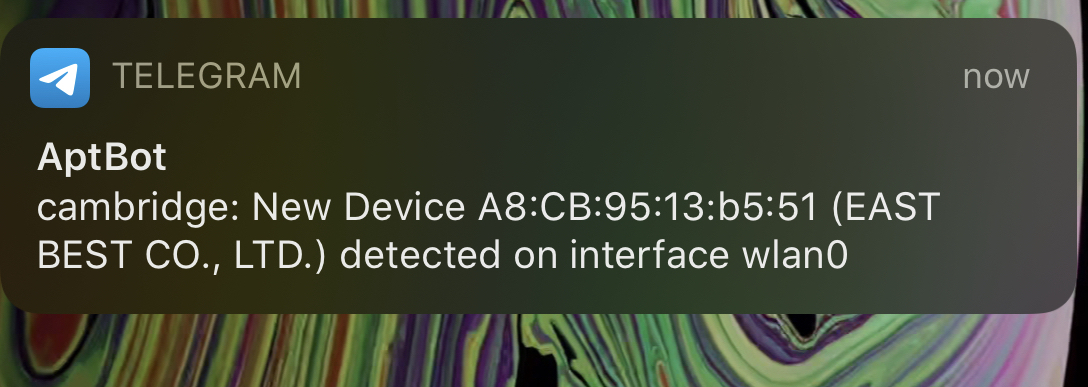 TELEGRAM
now
AptBot
cambridge: New Device A8:CB:95:13:b5:51 (EAST
BEST CO., LTD.) detected on interface wlan0